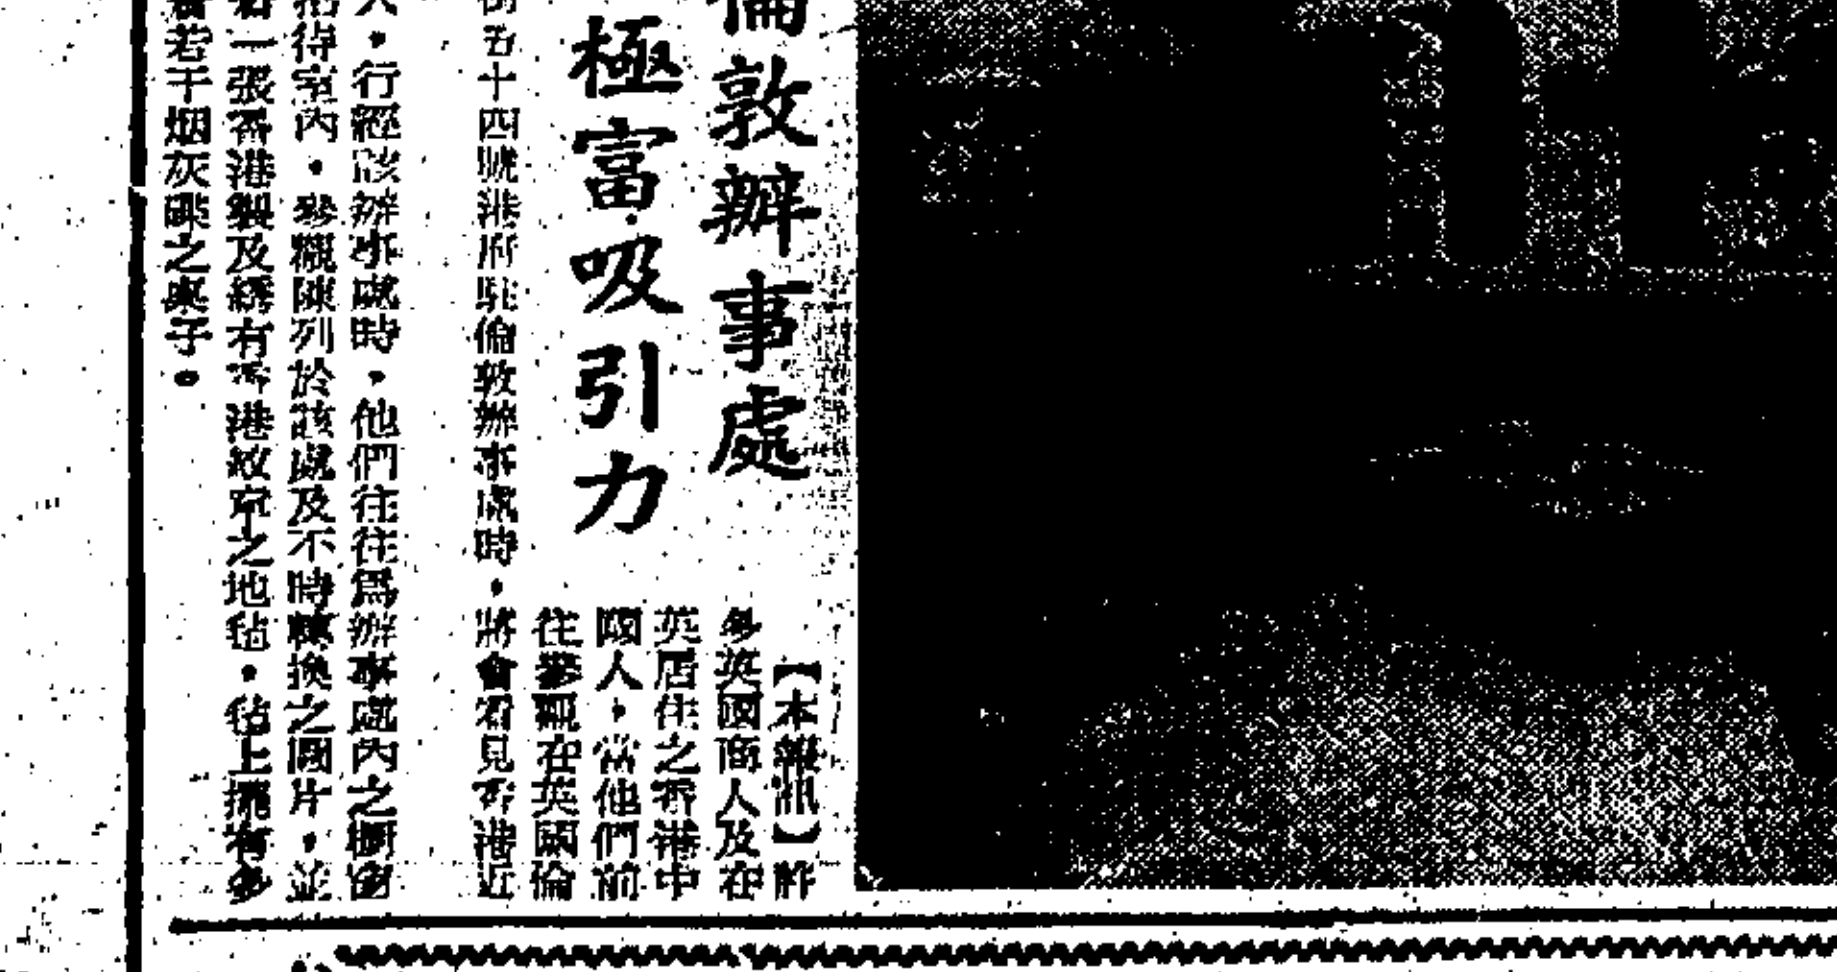 倫敦辦事處
極富吸引力
【本報訊】許
多英國商人及在
英居住之香港中
國人，當他們前
往參觀在英國倫
街五十四號港府駐倫敦辦事處時，將會看見香港近
人，行經該辦事處時，他們往往爲辦事處內之櫥窗
招待室內，參觀陳列於該處及不時轉換之圖片，並
一張香港製及綉有香港紋章之地毡，毡上擺有多
若干烟灰碟之桌子。